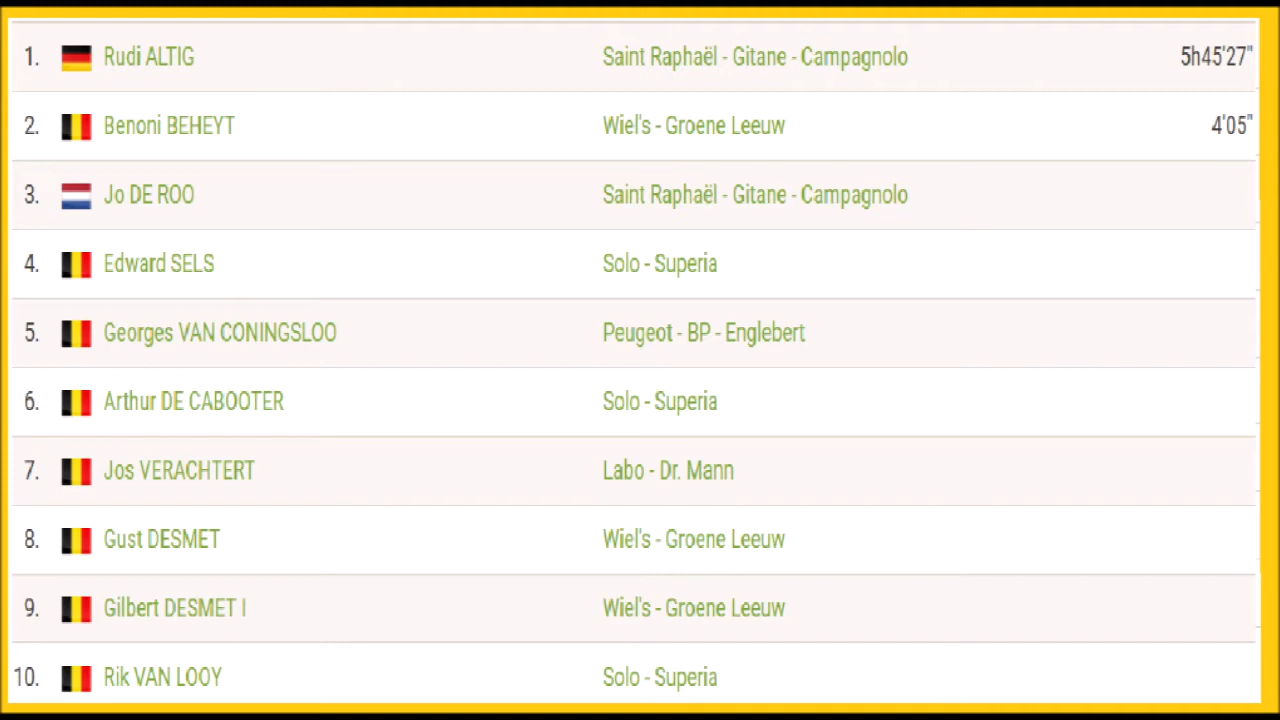 1. Rudi ALTIG Saint Raphaël - Gitane - Campagnolo 5h45'27"
2. Benoni BEHEYT Wiel's - Groene Leeuw 4'05"
3. Jo DE ROO Saint Raphaël - Gitane - Campagnolo
4. Edward SELS Solo - Superia
5. Georges VAN CONINGSLOO Peugeot - BP - Englebert
6. Arthur DE CABOOTER Solo - Superia
7. Jos VERACHTERT Labo - Dr. Mann
8. Gust DESMET Wiel's - Groene Leeuw
9. Gilbert DESMET I Wiel's - Groene Leeuw
10. Rik VAN LOOY Solo - Superia